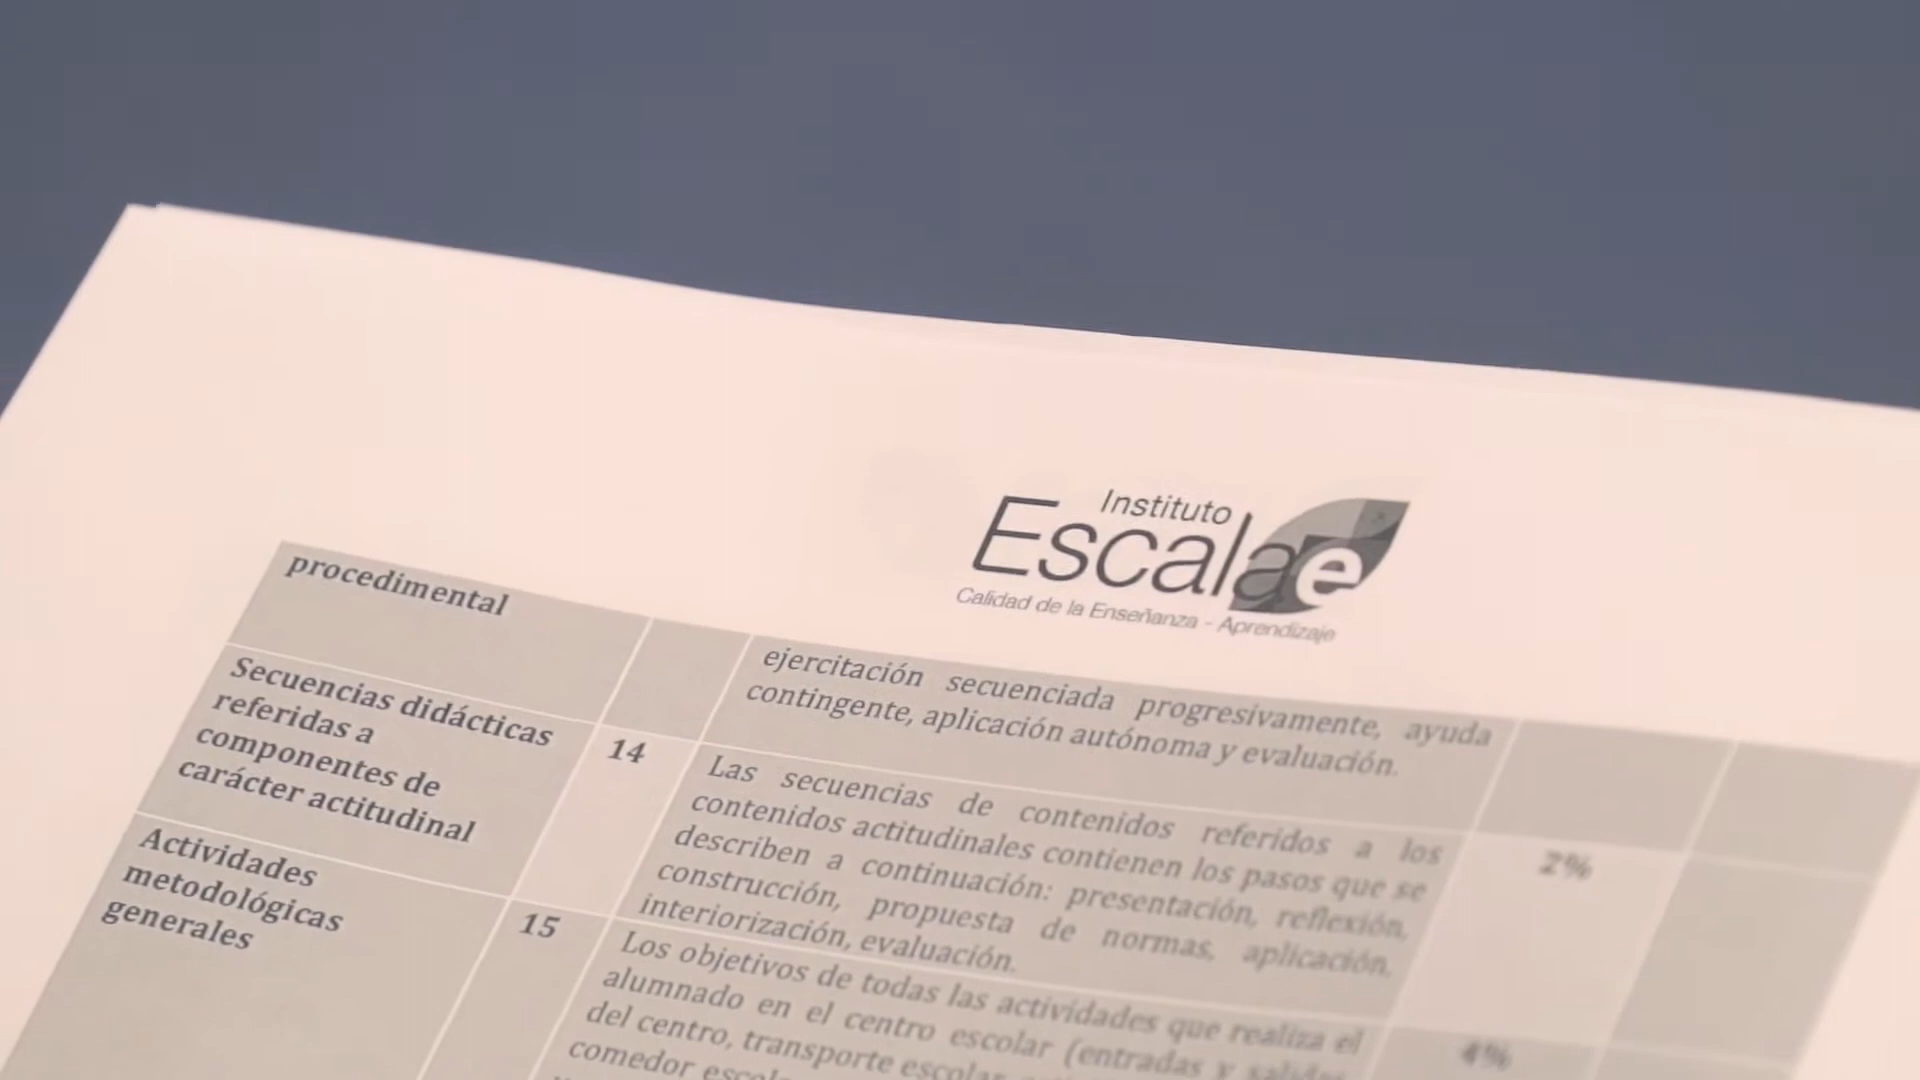 Instituto
Escalae
Calidad de la Enseñanza - Aprendizaje
procedimental
ejercitación secuenciada progresivamente, ayuda
contingente, aplicación autónoma y evaluación.
Secuencias didácticas
referidas a
componentes de
carácter actitudinal
14
Las secuencias de contenidos referidos a los
contenidos actitudinales contienen los pasos que se
describen a continuación: presentación, reflexión,
construcción, propuesta de normas, aplicación,
interiorización, evaluación.
2%
Actividades
metodológicas
generales
15
Los objetivos de todas las actividades que realiza el
alumnado en el centro escolar (entradas y salidas
del centro, transporte escolar,
comedor
4%